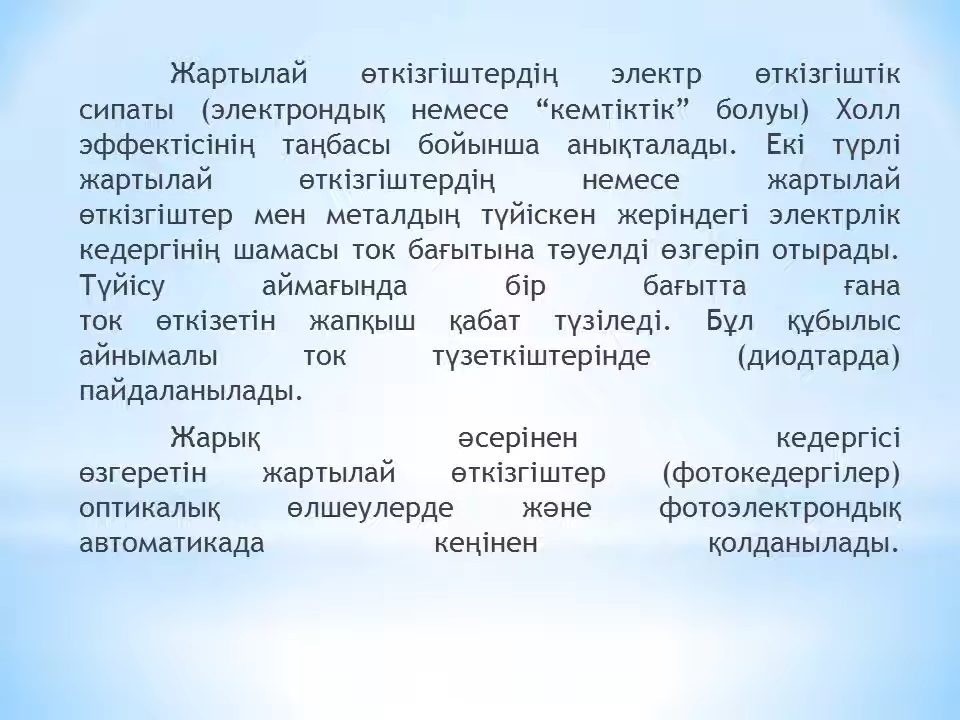 Жартылай өткізгіштердің электр өткізгіштік
сипаты (электрондық немесе “кемтіктік” болуы) Холл
эффектісінің таңбасы бойынша анықталады. Екі түрлі
жартылай өткізгіштердің немесе жартылай
өткізгіштер мен металдың түйіскен жеріндегі электрлік
кедергінің шамасы ток бағытына тәуелді өзгеріп отырады.
Түйісу аймағында бір бағытта ғана
ток өткізетін жапқыш қабат түзіледі. Бұл құбылыс
айнымалы ток түзеткіштерінде (диодтарда)
пайдаланылады.
Жарық әсерінен кедергісі
өзгеретін жартылай өткізгіштер (фотокедергілер)
оптикалық өлшеулерде және фотоэлектрондық
автоматикада кеңінен қолданылады.